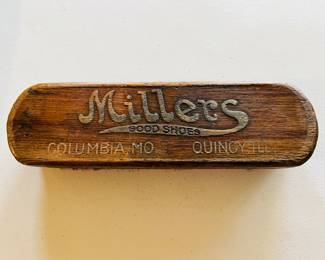 Millers
GOOD SHOES
COLUMBIA, MO. QUINCY, ILL.